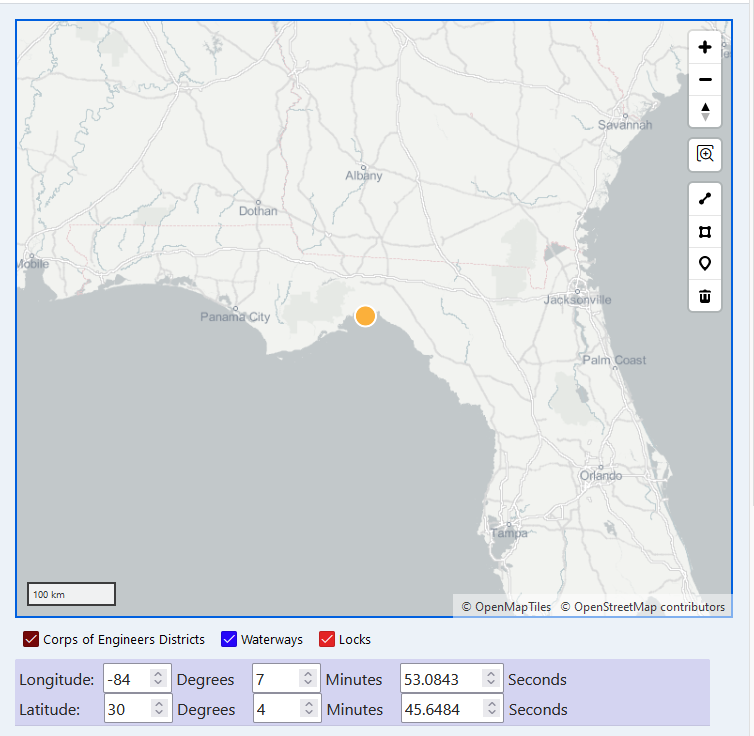 Savannah
Albany
Dothan
Mobile
Jacksonville
Panama City
Palm Coast
Orlando
Tampa
100 km
© OpenMapTiles © OpenStreetMap contributors
Corps of Engineers Districts Waterways Locks
Longitude: -84 Degrees 7 Minutes 53.0843 Seconds
Latitude: 30 Degrees 4 Minutes 45.6484 Seconds